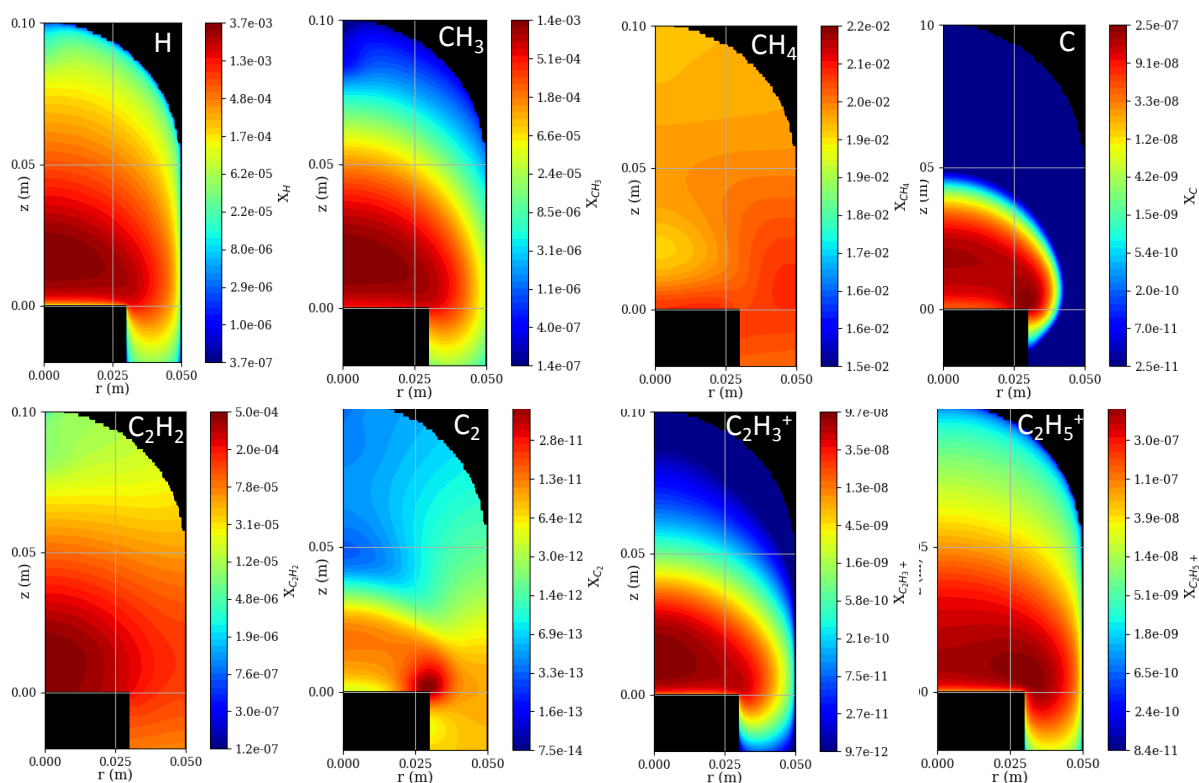 H
0.10
0.05
0.00
z (m)
0.000 0.025 0.050
r (m)
3.7e-03
1.3e-03
4.8e-04
1.7e-04
6.2e-05
2.2e-05
8.0e-06
2.9e-06
1.0e-06
3.7e-07
X_H
CH₃
0.10
0.05
0.00
z (m)
0.000 0.025 0.050
r (m)
1.4e-03
5.1e-04
1.8e-04
6.6e-05
2.4e-05
8.5e-06
3.1e-06
1.1e-06
4.0e-07
1.4e-07
X_CH₃
CH₄
0.10
0.05
0.00
z (m)
0.000 0.025 0.050
r (m)
2.2e-02
2.1e-02
2.0e-02
2.0e-02
1.9e-02
1.8e-02
1.7e-02
1.6e-02
1.6e-02
1.5e-02
X_CH₄
C
10
05
00
0.000 0.025 0.050
r (m)
2.5e-07
9.1e-08
3.3e-08
1.2e-08
4.2e-09
1.5e-09
5.4e-10
2.0e-10
7.0e-11
2.5e-11
X_C
C₂H₂
0.10
0.05
0.00
z (m)
0.000 0.025 0.050
r (m)
5.0e-04
2.0e-04
7.8e-05
3.1e-05
1.2e-05
4.8e-06
1.9e-06
7.6e-07
3.0e-07
1.2e-07
X_C₂H₂
C₂
0.10
0.05
0.00
z (m)
0.000 0.025 0.050
r (m)
2.8e-11
1.3e-11
6.4e-12
3.0e-12
1.4e-12
6.9e-13
3.3e-13
1.6e-13
7.5e-14
X_C₂
C₂H₃⁺
0.10
0.05
0.00
z (m)
0.000 0.025 0.050
r (m)
9.7e-08
3.5e-08
1.3e-08
4.5e-09
1.6e-09
5.8e-10
2.1e-10
7.5e-11
2.7e-11
9.7e-12
X_C₂H₃+
C₂H₅⁺
0.000 0.025 0.050
r (m)
3.0e-07
1.1e-07
3.9e-08
1.4e-08
5.0e-09
1.8e-09
6.6e-10
2.4e-10
8.4e-11
X_C₂H₅+